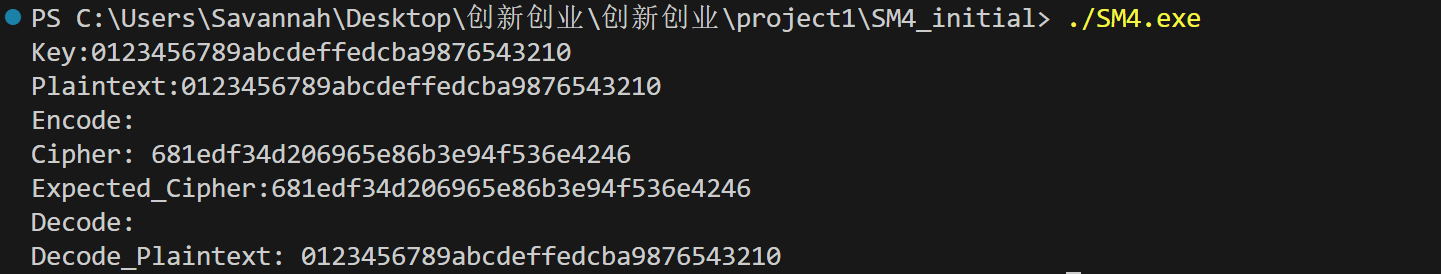 PS C:\Users\Savannah\Desktop\创新创业\创新创业\project1\SM4_initial> ./SM4.exe
Key:0123456789abcdeffedcba9876543210
Plaintext:0123456789abcdeffedcba9876543210
Encode:
Cipher: 681edf34d206965e86b3e94f536e4246
Expected_Cipher:681edf34d206965e86b3e94f536e4246
Decode:
Decode_Plaintext: 0123456789abcdeffedcba9876543210